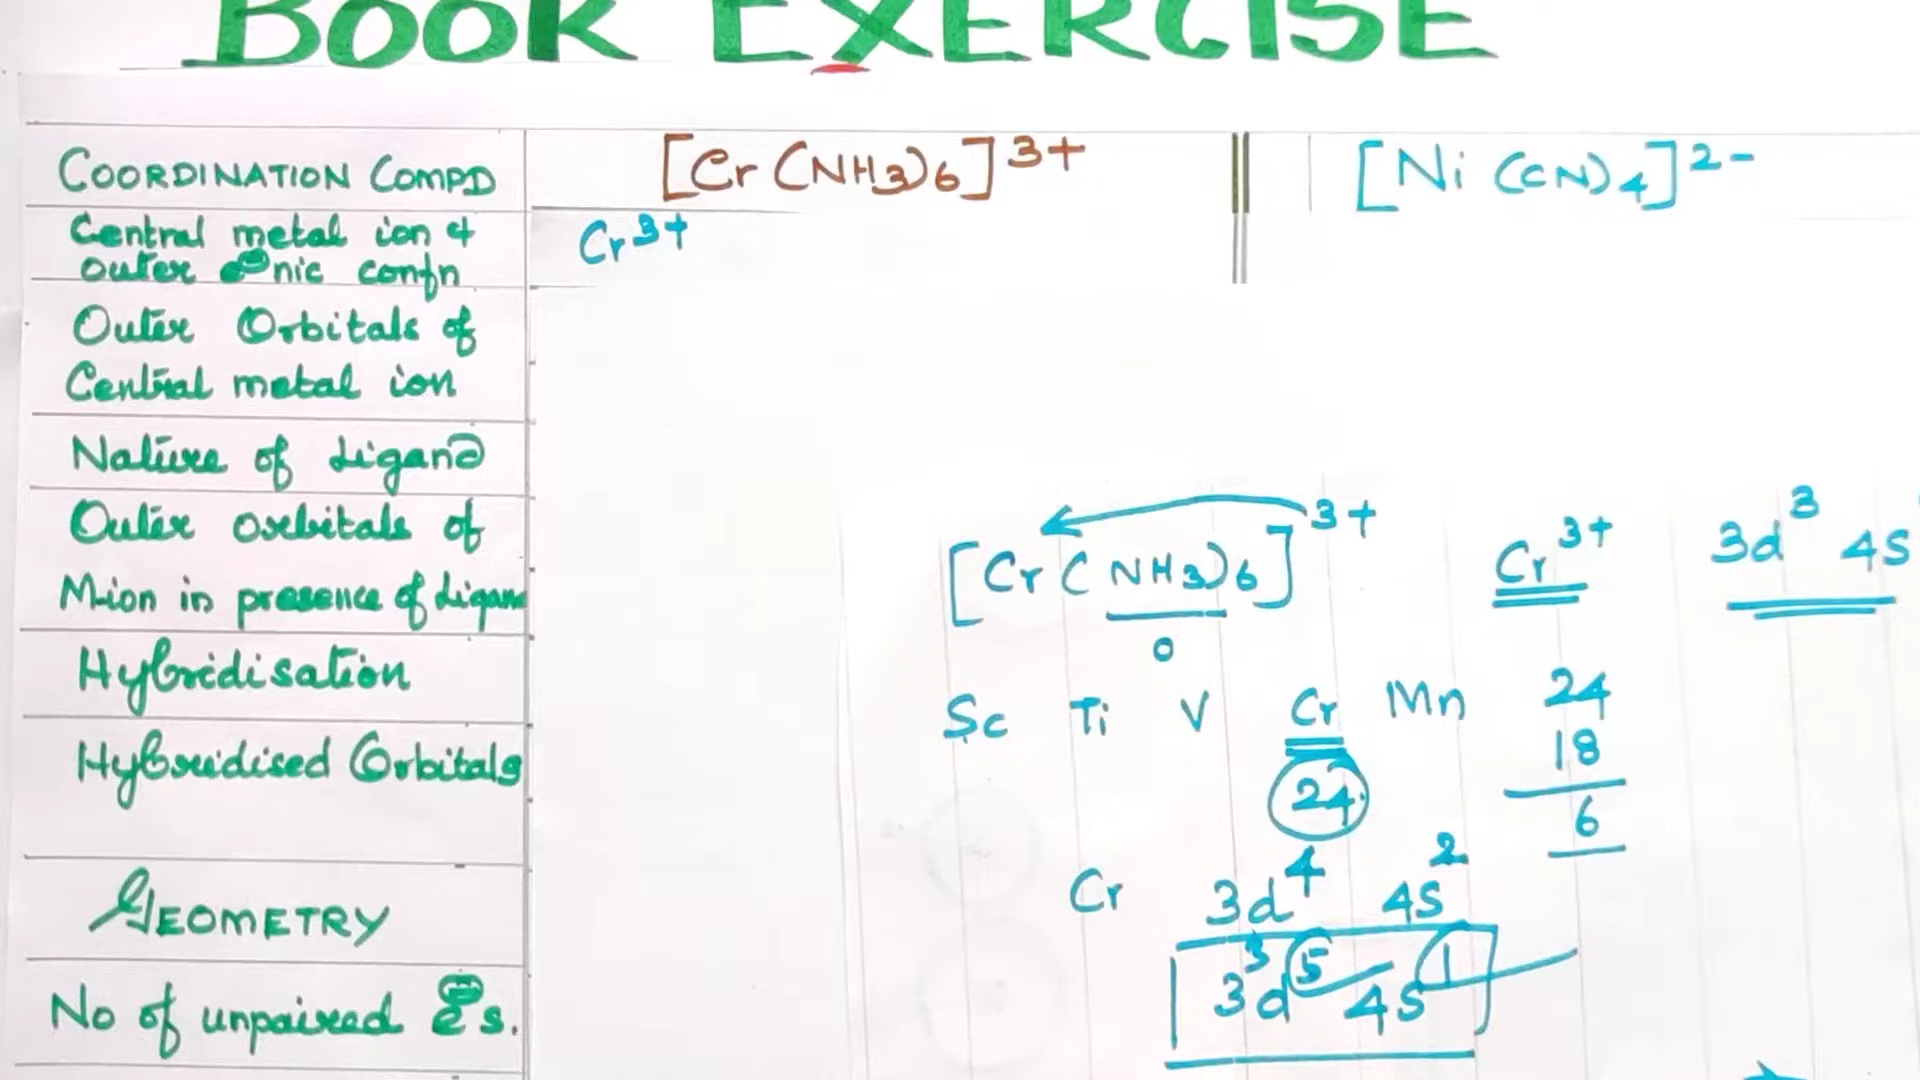 BOOK EXERCISE
COORDINATION COMPD
[Cr (NH3)6]3+
[Ni (CN)4]2-
Central metal ion &
outer e nic confn
Cr3+
Outer Orbitals of
Central metal ion
Nature of Ligand
Outer orbitals of
M-ion in presence of Ligand
Hybridisation
Hybridised Orbitals
GEOMETRY
No of unpaired e s.
[Cr (NH3)6]3+
0
Cr3+
3d3 4s
Sc Ti V Cr Mn
24
24
18
6
Cr 3d4 4s2
3d5 4s1
3